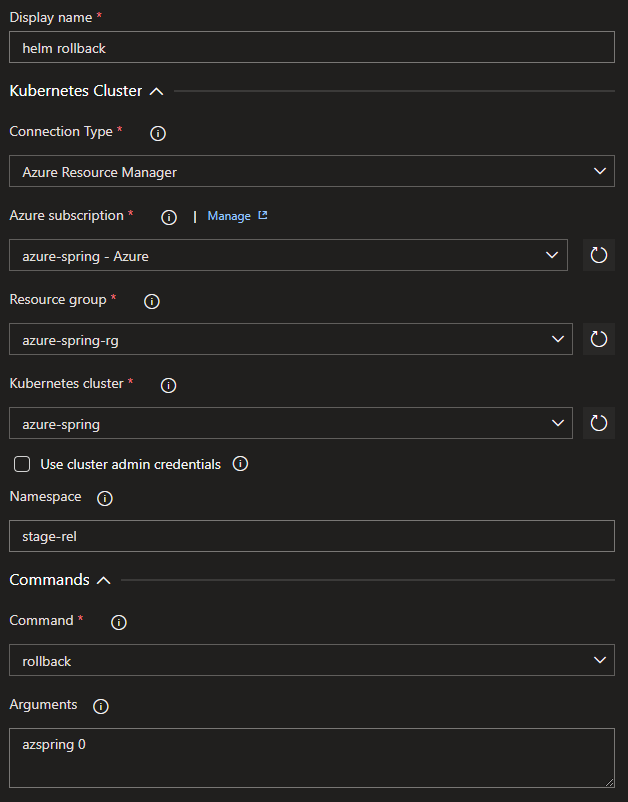 Display name *
helm rollback
Kubernetes Cluster
Connection Type *
Azure Resource Manager
Azure subscription * | Manage
azure-spring - Azure
Resource group *
azure-spring-rg
Kubernetes cluster *
azure-spring
Use cluster admin credentials
Namespace
stage-rel
Commands
Command *
rollback
Arguments
azspring 0